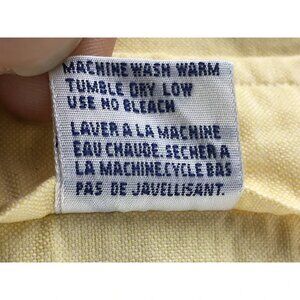 MACHINE WASH WARM
TUMBLE DRY LOW
USE NO BLEACH
LAVER A LA MACHINE
EAU CHAUDE. SECHER A
LA MACHINE.CYCLE BAS
PAS DE JAVELLISANT.